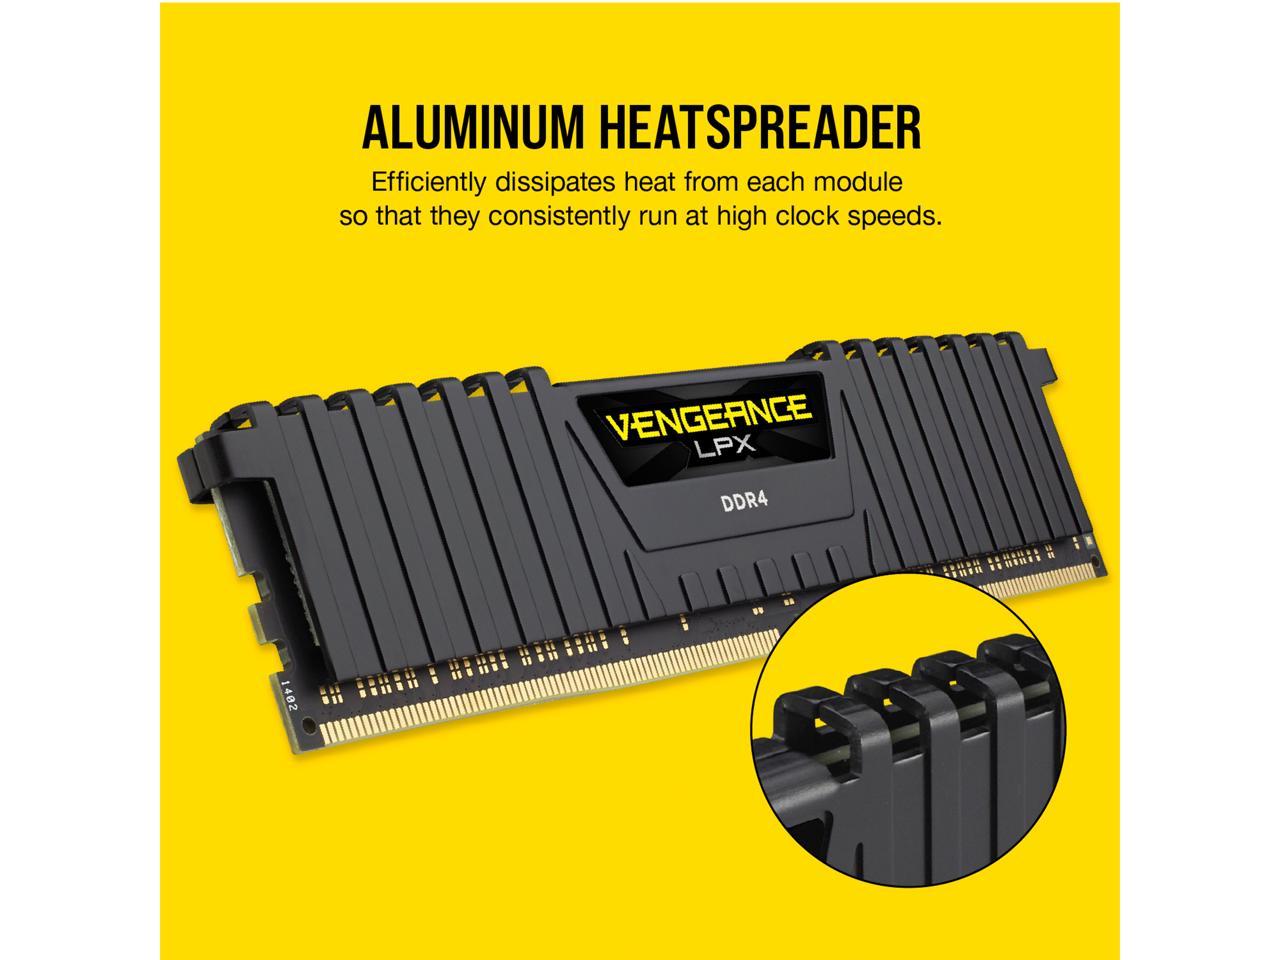 ALUMINUM HEATSPREADER
Efficiently dissipates heat from each module
so that they consistently run at high clock speeds.
VENGEANCE
LPX
DDR4
1402